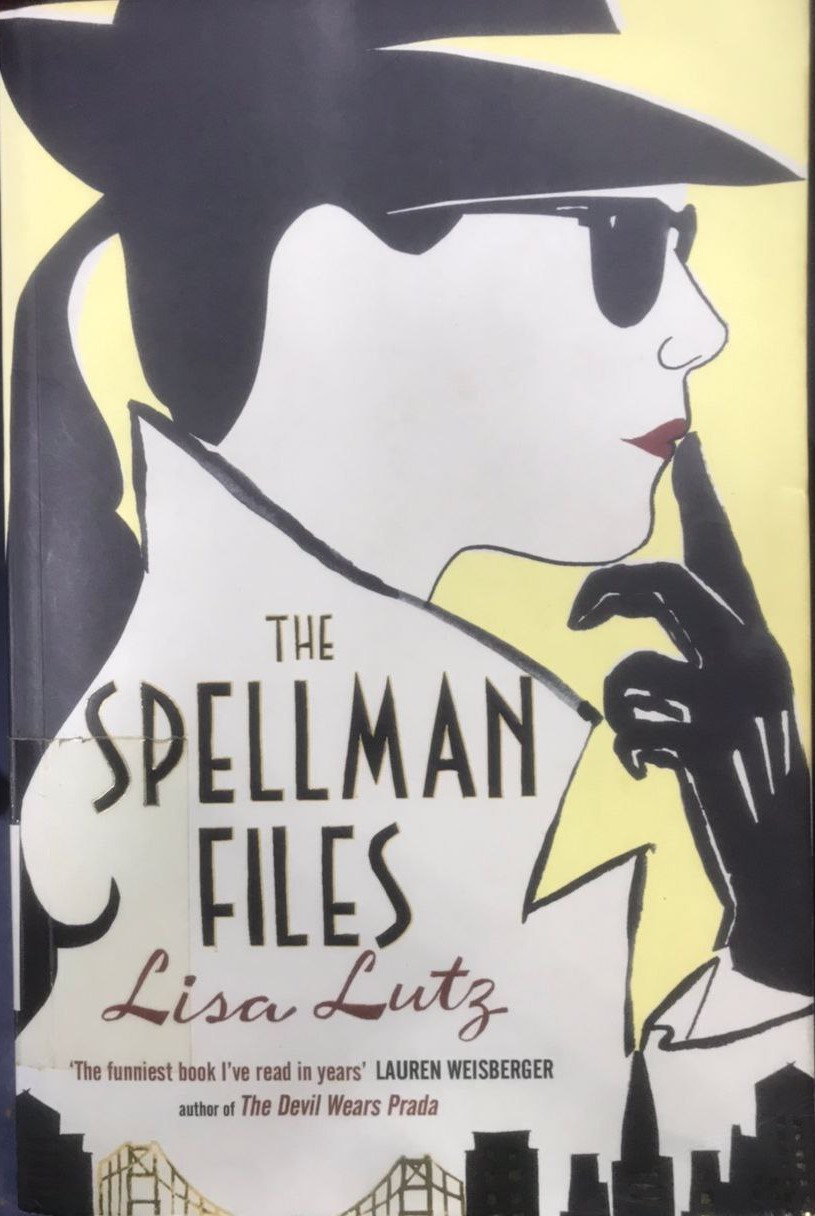 THE
SPELLMAN
FILES
Lisa Lutz
'The funniest book I've read in years' LAUREN WEISBERGER
author of The Devil Wears Prada